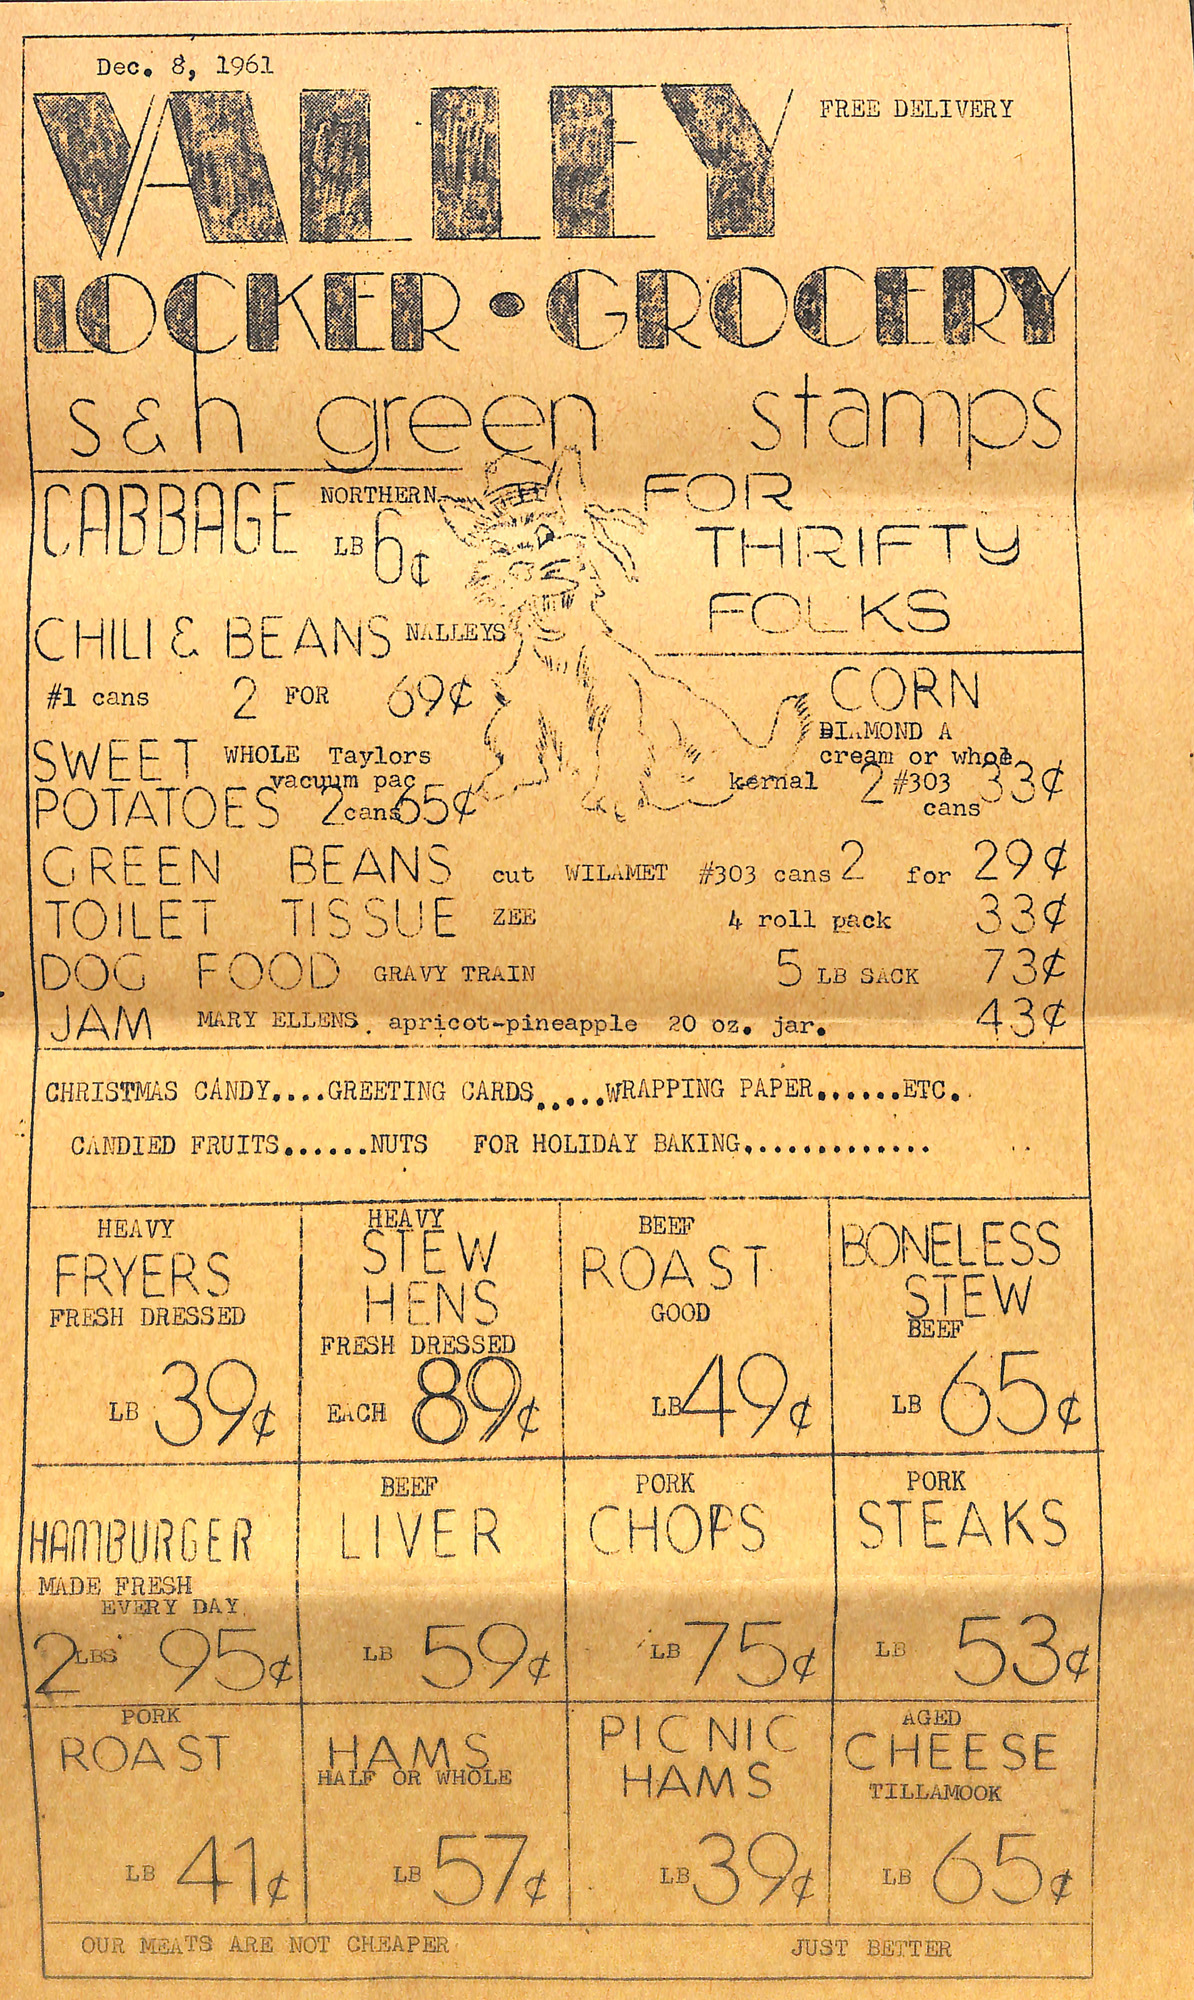 Dec. 8, 1961
VALLEY
FREE DELIVERY
LOCKER • GROCERY
s & h green stamps
CABBAGE NORTHERN
LB 6¢
FOR
THRIFTY
FOLKS
CHILI & BEANS NALLEYS
#1 cans 2 FOR 69¢
SWEET WHOLE Taylors
vacuum pac
POTATOES 2 cans 65¢
CORN
DIAMOND A
cream or whole
kernal 2 #303 33¢
cans
GREEN BEANS cut WILAMET #303 cans 2 for 29¢
TOILET TISSUE ZEE 4 roll pack 33¢
DOG FOOD GRAVY TRAIN 5 LB SACK 73¢
JAM MARY ELLENS. apricot-pineapple 20 oz. jar. 43¢
CHRISTMAS CANDY....GREETING CARDS.....WRAPPING PAPER......ETC.
CANDIED FRUITS......NUTS FOR HOLIDAY BAKING.............
HEAVY
FRYERS
FRESH DRESSED
LB 39¢
HEAVY
STEW
HENS
FRESH DRESSED
EACH 89¢
BEEF
ROAST
GOOD
LB 49¢
BONELESS
STEW
BEEF
LB 65¢
HAMBURGER
MADE FRESH
EVERY DAY
2 LBS 95¢
BEEF
LIVER
LB 59¢
PORK
CHOPS
LB 75¢
PORK
STEAKS
LB 53¢
PORK
ROAST
LB 41¢
HAMS
HALF OR WHOLE
LB 57¢
PICNIC
HAMS
LB 39¢
AGED
CHEESE
TILLAMOOK
LB 65¢
OUR MEATS ARE NOT CHEAPER JUST BETTER